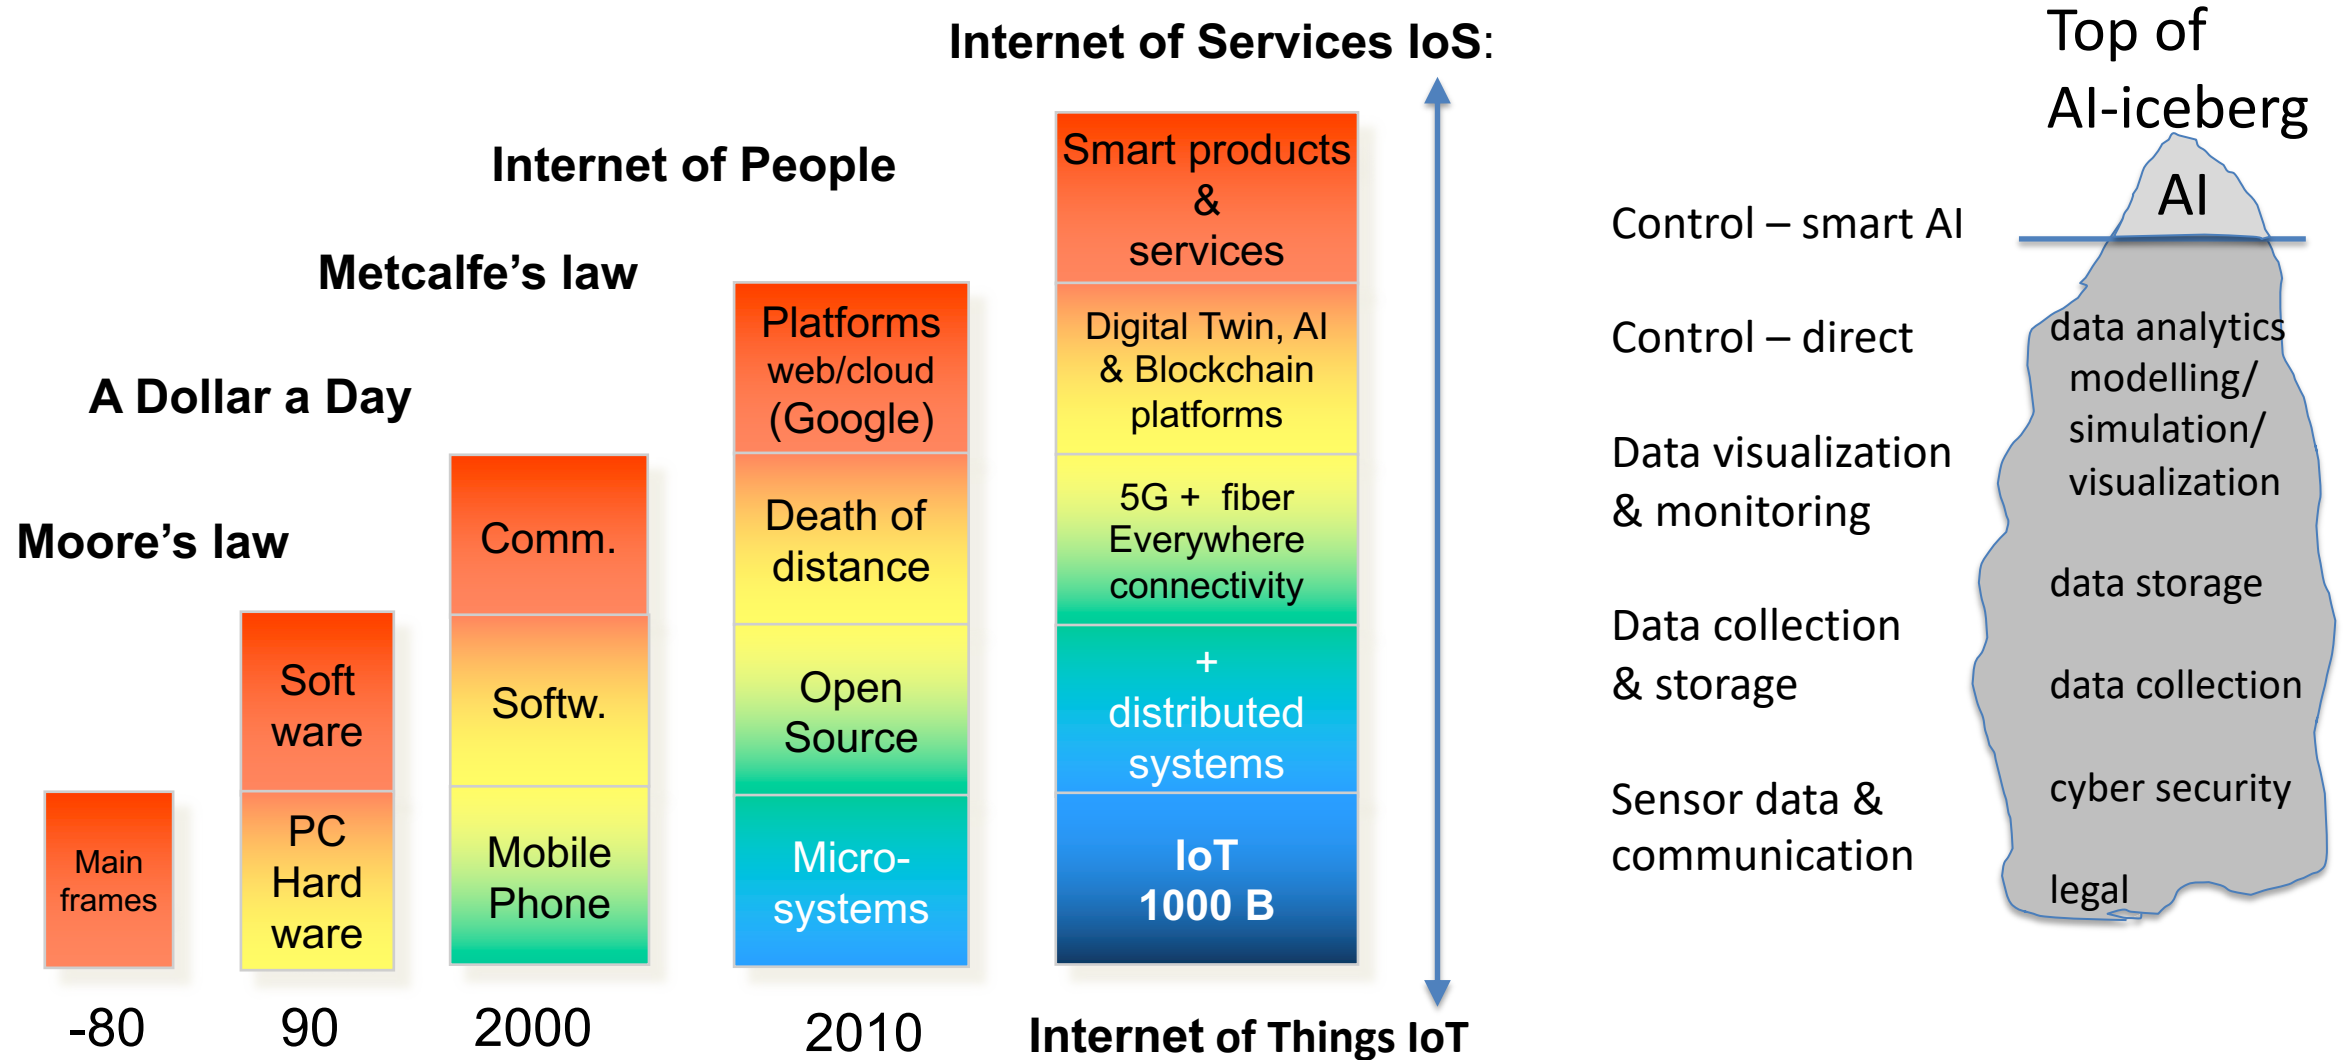 Internet of Services IoS:
Internet of People
Metcalfe's law
A Dollar a Day
Moore's law
Main
frames
-80
Soft
ware
PC
Hard
ware
90
Comm.
Softw.
Mobile
Phone
2000
Platforms
web/cloud
(Google)
Death of
distance
Open
Source
Micro-
systems
2010
Smart products
&
services
Digital Twin, AI
& Blockchain
platforms
5G + fiber
Everywhere
connectivity
+
distributed
systems
IoT
1000 B
Internet of Things IoT
Control – smart AI
Control – direct
Data visualization
& monitoring
Data collection
& storage
Sensor data &
communication
Top of
AI-iceberg
AI
data analytics
modelling/
simulation/
visualization
data storage
data collection
cyber security
legal